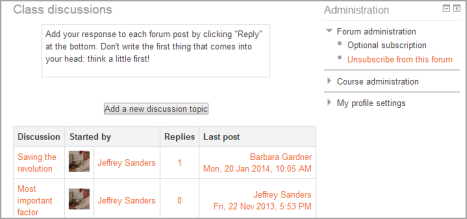 Class discussions
Add your response to each forum post by clicking "Reply"
at the bottom. Don't write the first thing that comes into
your head: think a little first!
Add a new discussion topic
Discussion Started by Replies Last post
Saving the revolution Jeffrey Sanders 1 Barbara Gardner
Mon, 20 Jan 2014, 10:05 AM
Most important factor Jeffrey Sanders 0 Jeffrey Sanders
Fri, 22 Nov 2013, 5:53 PM
Administration
Forum administration
Optional subscription
Unsubscribe from this forum
Course administration
My profile settings